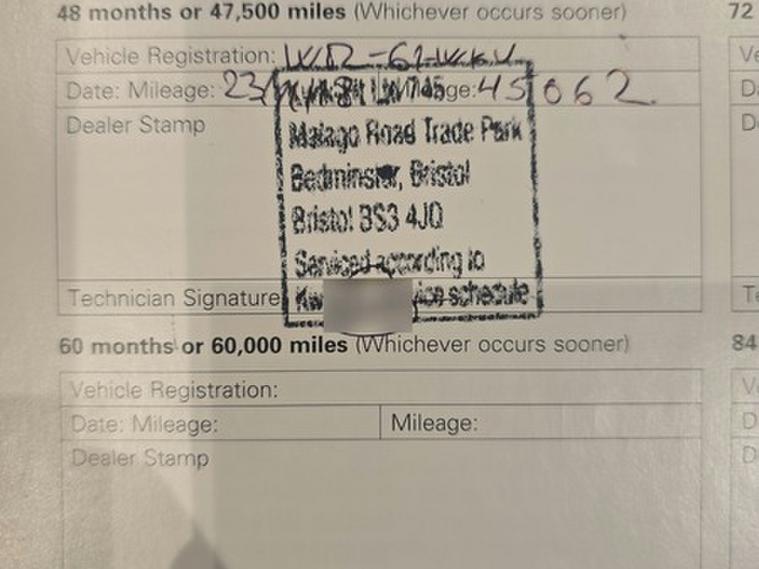 48 months or 47,500 miles (Whichever occurs sooner)
72
Vehicle Registration:
Date: Mileage: 23 Mileage: 45062
Dealer Stamp
Malago Road Trade Park
Bedminster, Bristol
Bristol BS3 4JQ
Serviced according to
schedule
Technician Signature
60 months or 60,000 miles (Whichever occurs sooner)
84
Vehicle Registration:
Date: Mileage:
Mileage:
Dealer Stamp